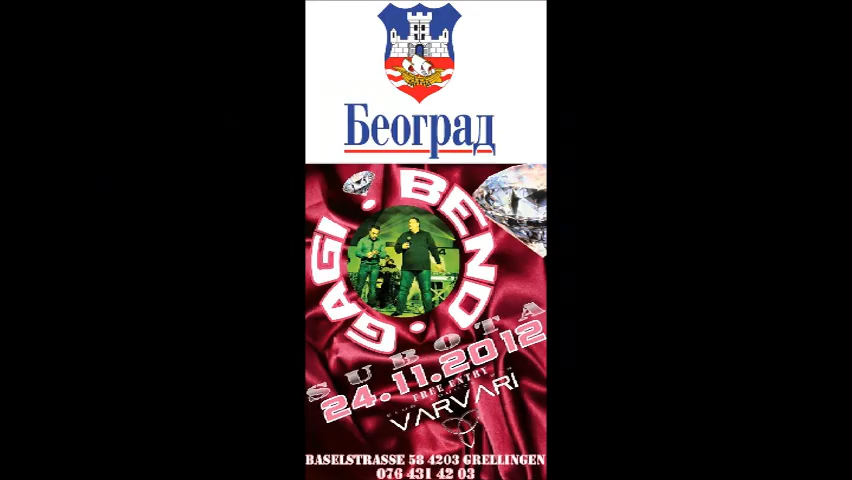 Београд
GAGI · BEND ·
SUBOTA
24.11.2012
FREE ENTRY
VARVARI
BASELSTRASSE 58 4203 GRELLINGEN
076 431 42 03